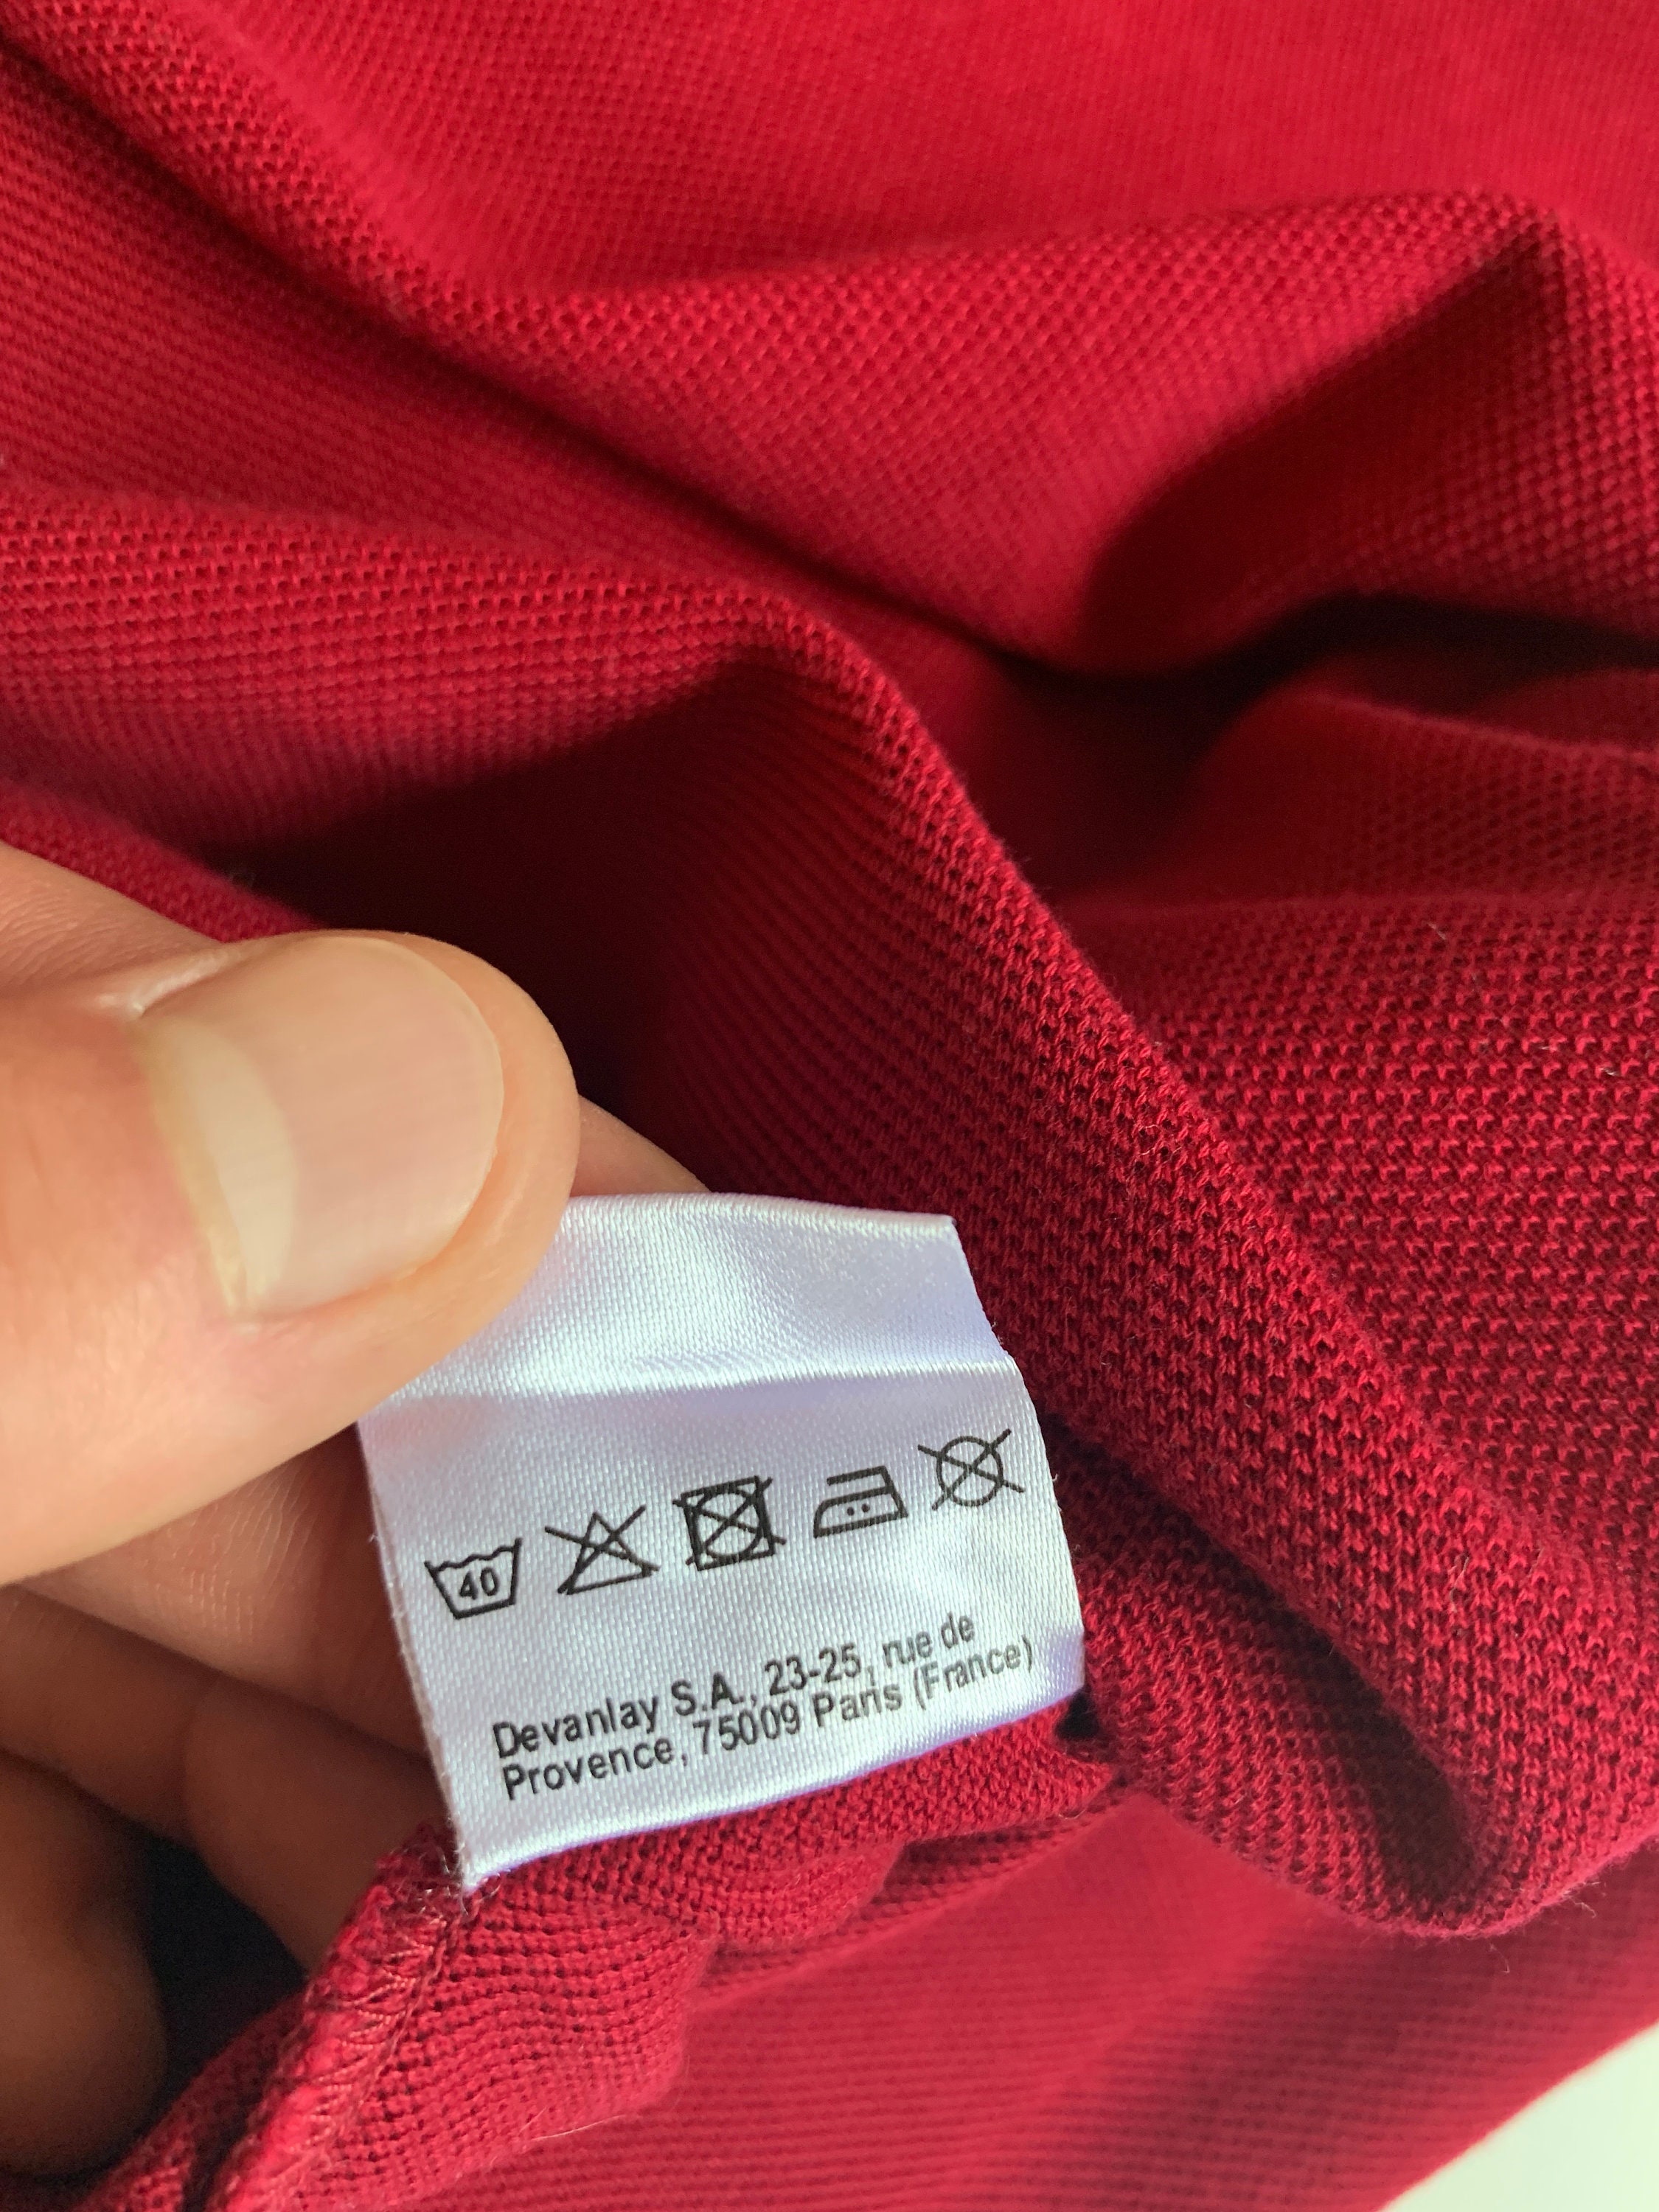 40
Devanlay S.A., 23-25, rue de
Provence, 75009 Paris (France)